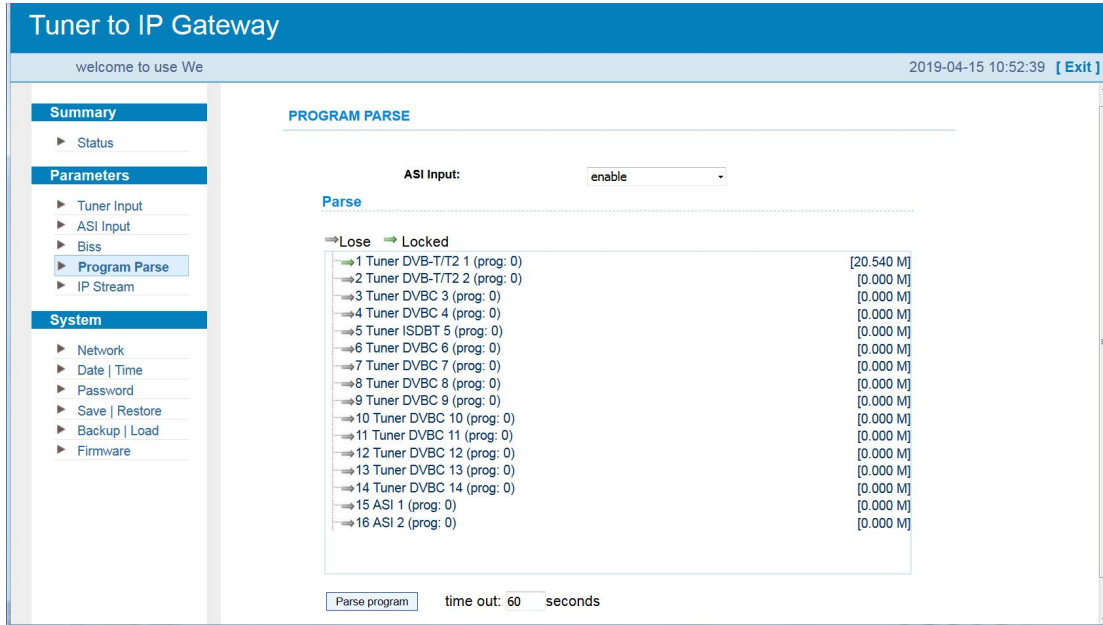 Tuner to IP Gateway
welcome to use We
2019-04-15 10:52:39 [ Exit ]
Summary
Status
Parameters
Tuner Input
ASI Input
Biss
Program Parse
IP Stream
System
Network
Date | Time
Password
Save | Restore
Backup | Load
Firmware
PROGRAM PARSE
ASI Input: enable
Parse
Lose Locked
1 Tuner DVB-T/T2 1 (prog: 0) [20.540 M]
2 Tuner DVB-T/T2 2 (prog: 0) [0.000 M]
3 Tuner DVBC 3 (prog: 0) [0.000 M]
4 Tuner DVBC 4 (prog: 0) [0.000 M]
5 Tuner ISDBT 5 (prog: 0) [0.000 M]
6 Tuner DVBC 6 (prog: 0) [0.000 M]
7 Tuner DVBC 7 (prog: 0) [0.000 M]
8 Tuner DVBC 8 (prog: 0) [0.000 M]
9 Tuner DVBC 9 (prog: 0) [0.000 M]
10 Tuner DVBC 10 (prog: 0) [0.000 M]
11 Tuner DVBC 11 (prog: 0) [0.000 M]
12 Tuner DVBC 12 (prog: 0) [0.000 M]
13 Tuner DVBC 13 (prog: 0) [0.000 M]
14 Tuner DVBC 14 (prog: 0) [0.000 M]
15 ASI 1 (prog: 0) [0.000 M]
16 ASI 2 (prog: 0) [0.000 M]
Parse program time out: 60 seconds